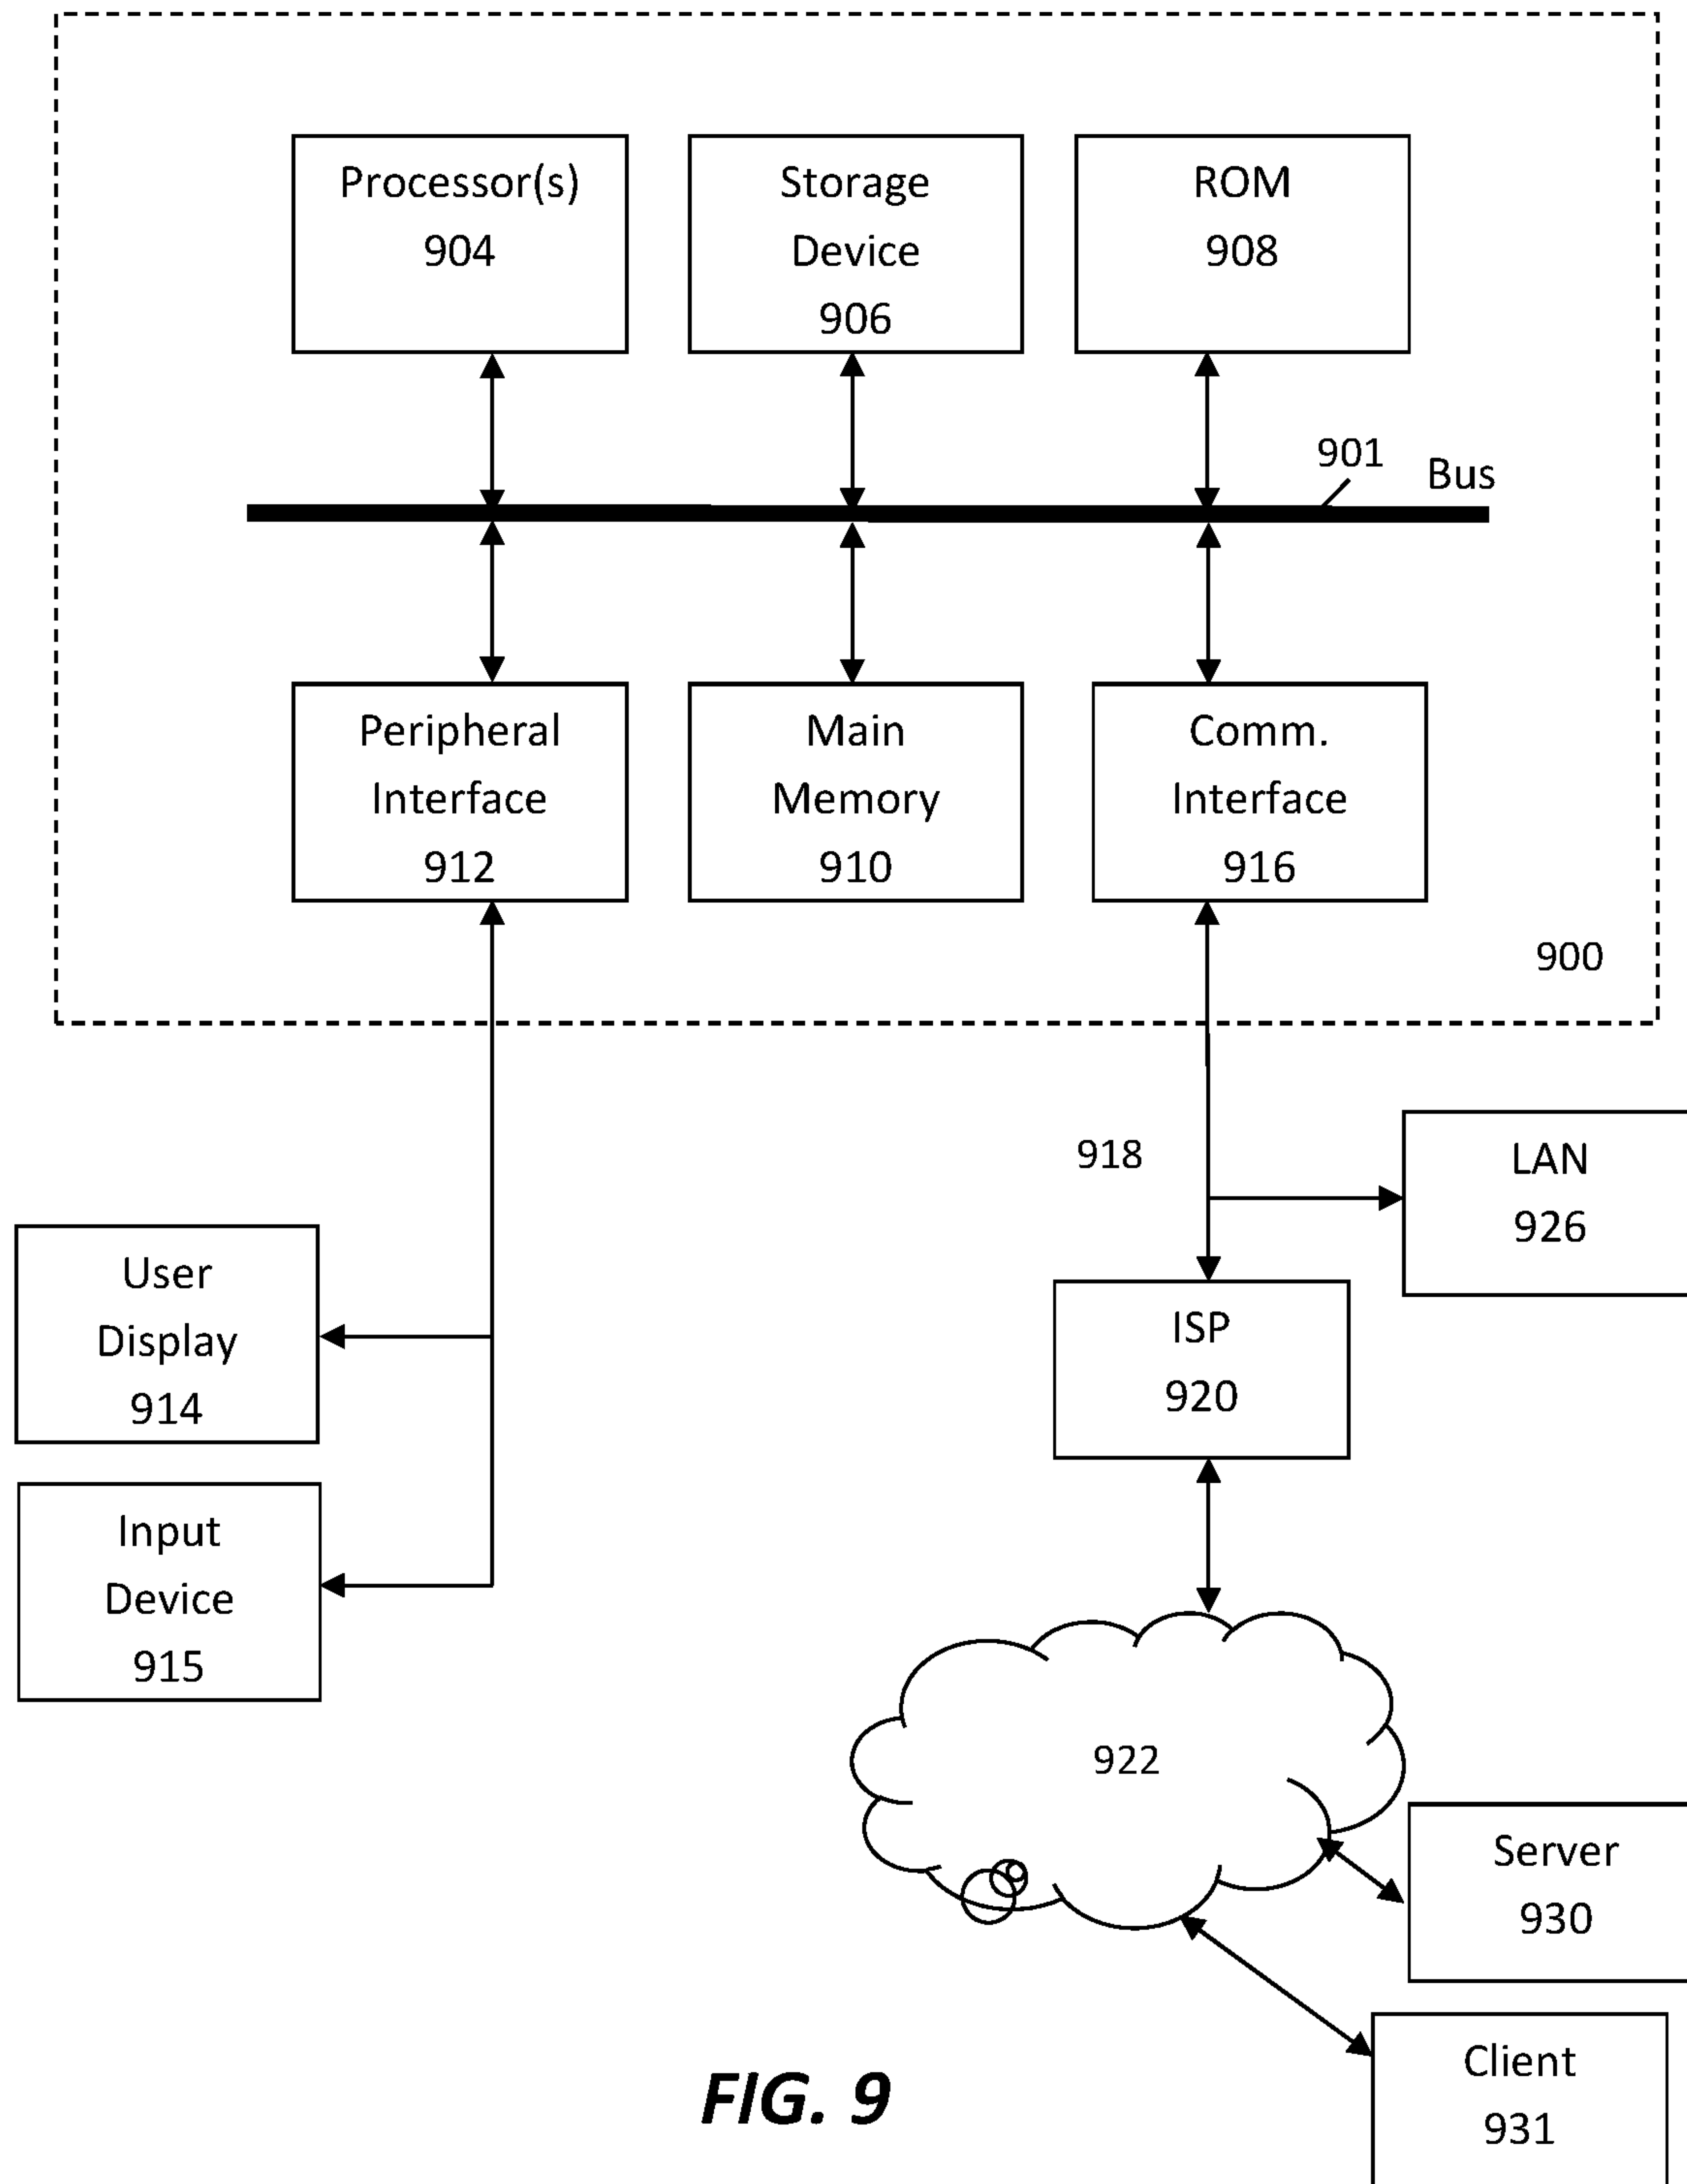 Processor(s)
904
Storage
Device
906
ROM
908
901
Bus
Peripheral
Interface
912
Main
Memory
910
Comm.
Interface
916
900
918
LAN
926
User
Display
914
ISP
920
Input
Device
915
922
Server
930
Client
931
FIG. 9